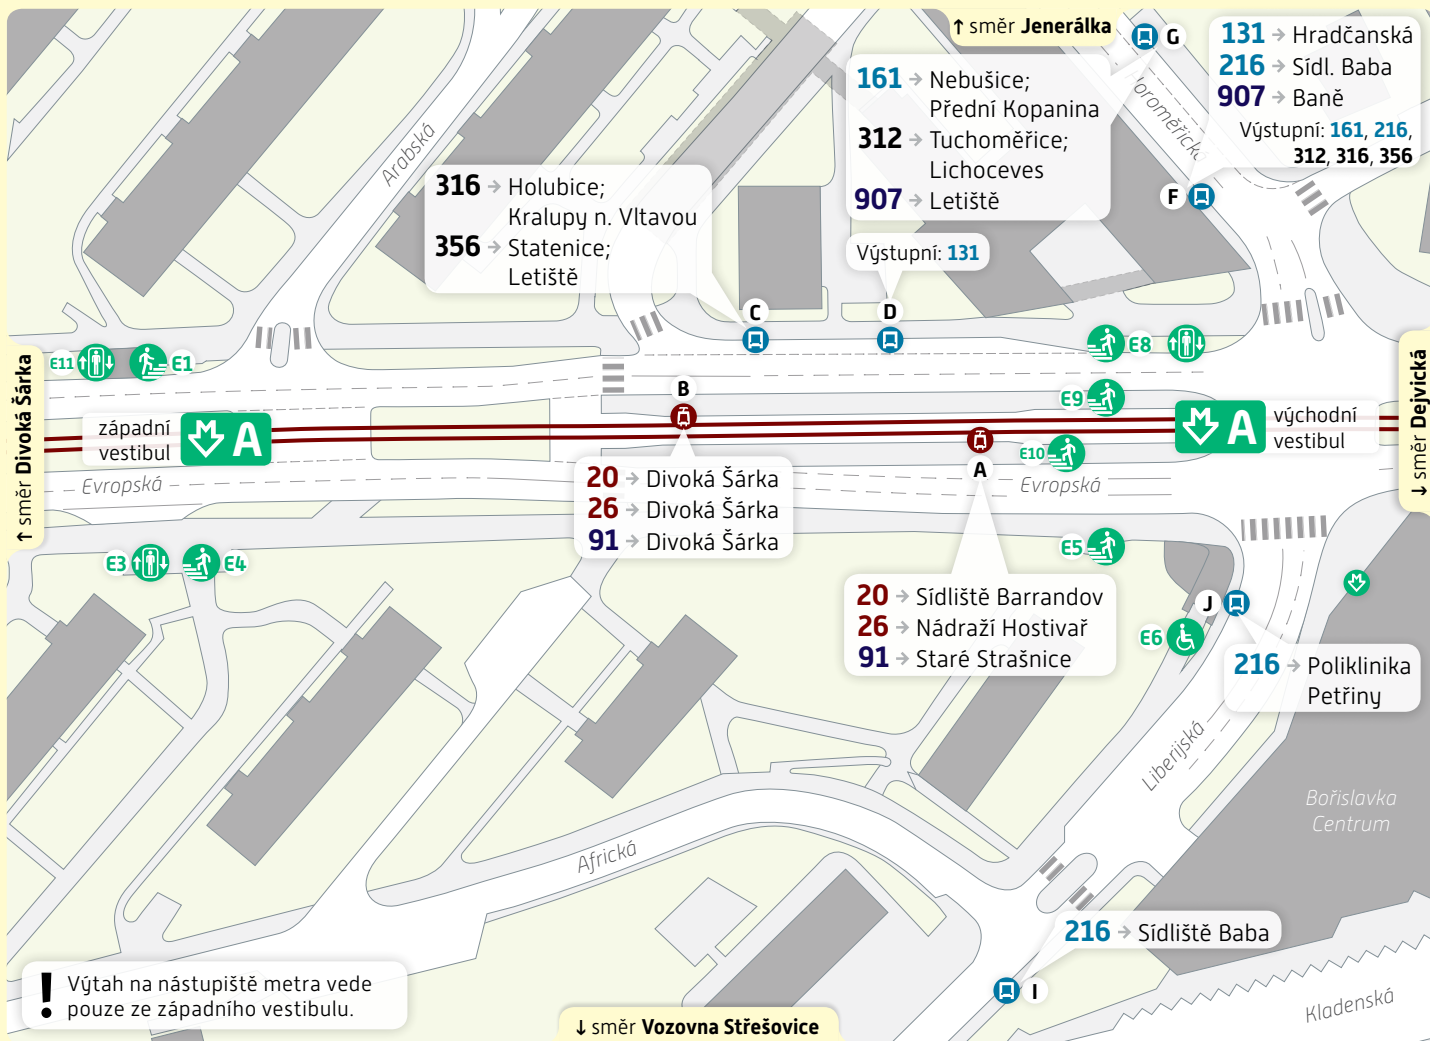 ↑ směr Jenerálka
G
131 → Hradčanská
216 → Sídl. Baba
907 → Baně
Výstupní: 161, 216,
312, 316, 356
161 → Nebušice;
Přední Kopanina
312 → Tuchoměřice;
Lichoceves
907 → Letiště
Horoměřická
F
Arabská
316 → Holubice;
Kralupy n. Vltavou
356 → Statenice;
Letiště
Výstupní: 131
C
D
E11
E1
E8
E9
B
↑ směr Divoká Šárka
západní
vestibul
A
A
východní
vestibul
↓ směr Dejvická
E10
A
Evropská
Evropská
20 → Divoká Šárka
26 → Divoká Šárka
91 → Divoká Šárka
E3
E4
E5
20 → Sídliště Barrandov
26 → Nádraží Hostivař
91 → Staré Strašnice
J
E6
216 → Poliklinika
Petřiny
Liberijská
Bořislavka
Centrum
Africká
216 → Sídliště Baba
I
Kladenská
! Výtah na nástupiště metra vede
pouze ze západního vestibulu.
↓ směr Vozovna Střešovice